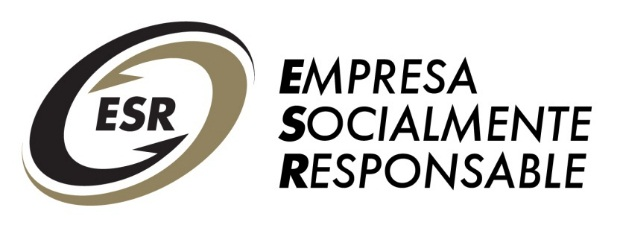 ESR
EMPRESA
SOCIALMENTE
RESPONSABLE